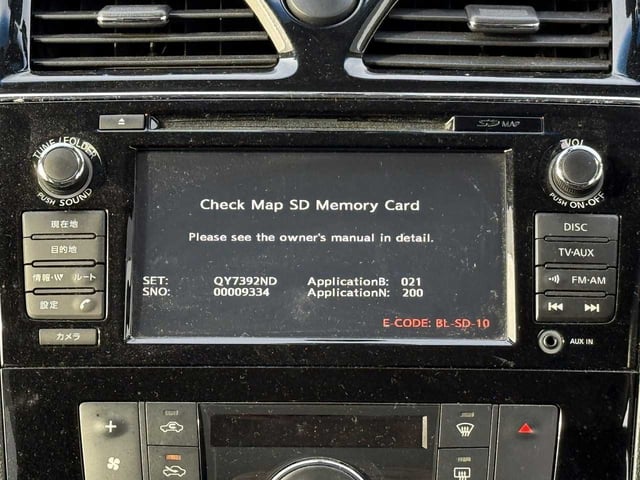 SD MAP
TUNE/FOLDER
PUSH SOUND
VOL
PUSH ON·OFF
現在地
目的地
情報·VV ルート
設定
カメラ
Check Map SD Memory Card
Please see the owner's manual in detail.
SET: QY7392ND ApplicationB: 021
SNO: 00009334 ApplicationN: 200
E-CODE: BL-SD-10
DISC
TV·AUX
FM·AM
AUX IN